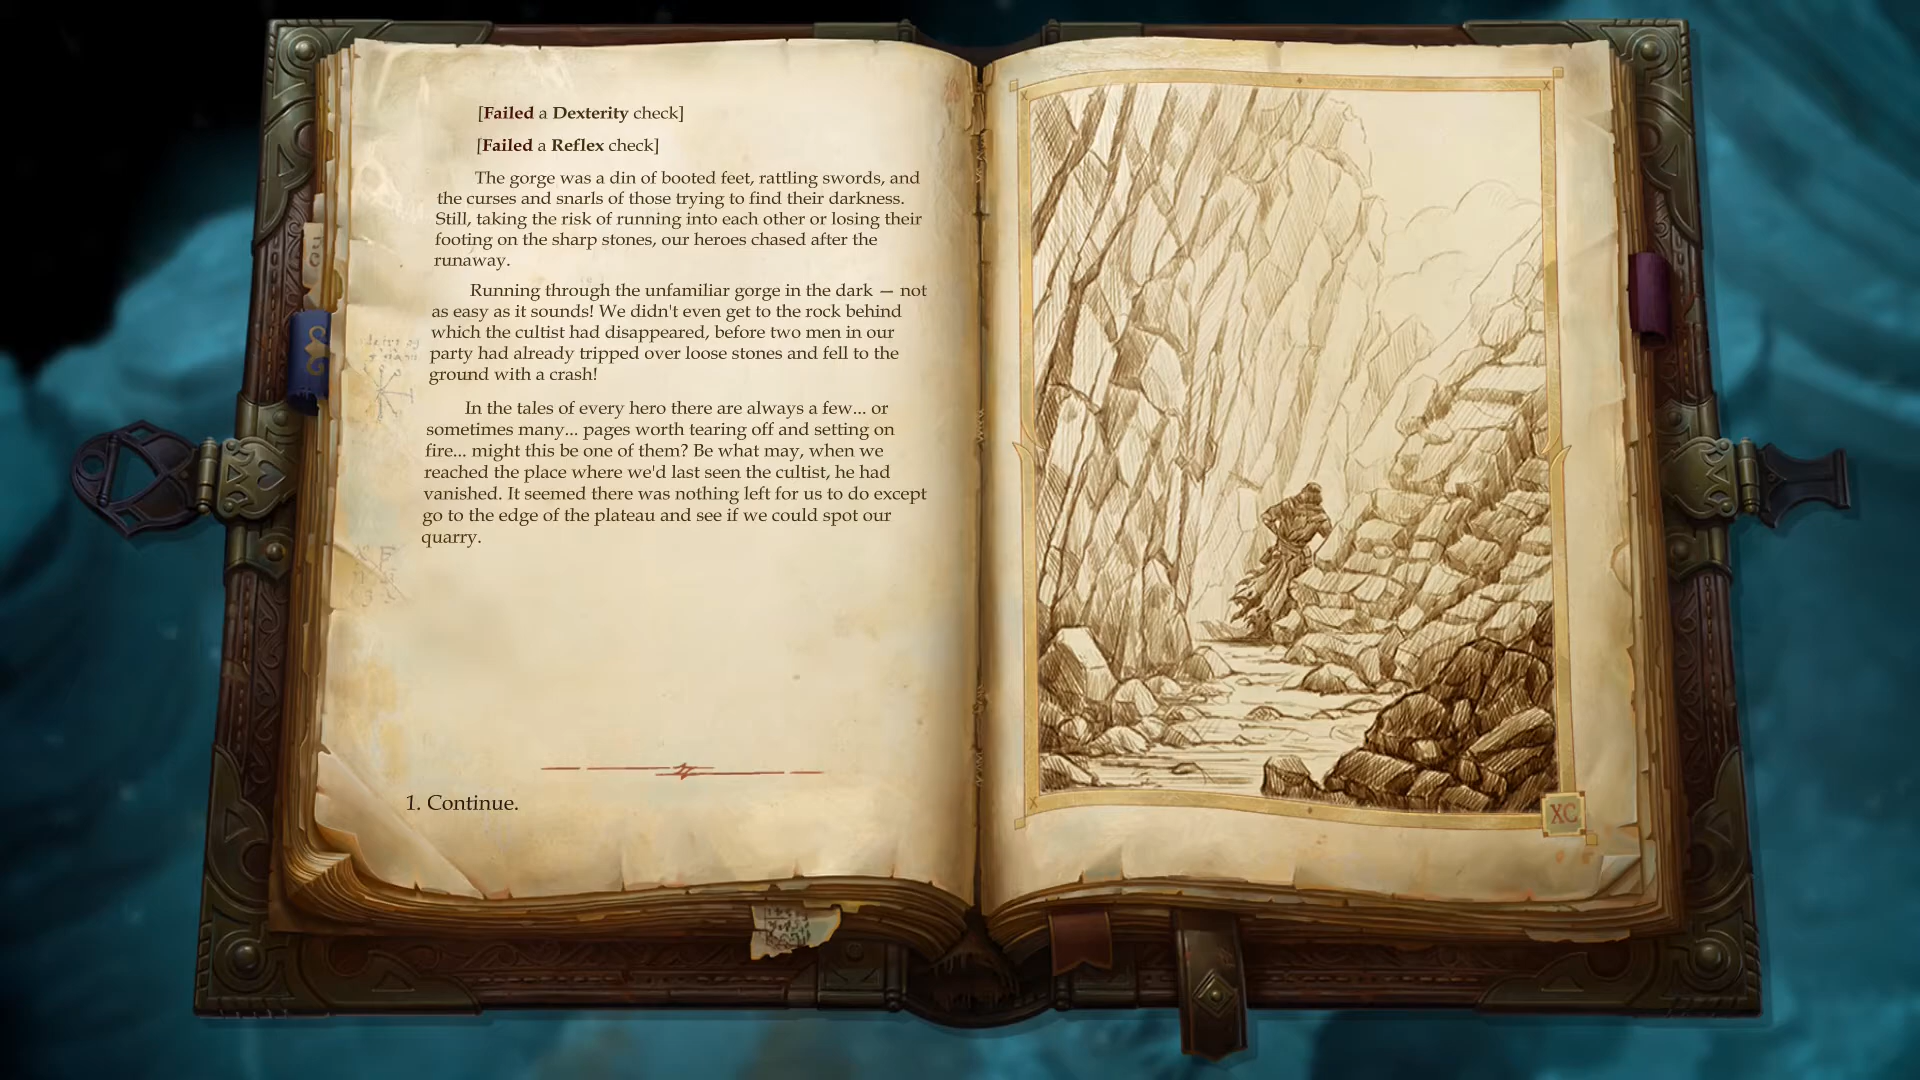 [Failed a Dexterity check]
[Failed a Reflex check]
The gorge was a din of booted feet, rattling swords, and
the curses and snarls of those trying to find their darkness.
Still, taking the risk of running into each other or losing their
footing on the sharp stones, our heroes chased after the
runaway.
Running through the unfamiliar gorge in the dark — not
as easy as it sounds! We didn't even get to the rock behind
which the cultist had disappeared, before two men in our
party had already tripped over loose stones and fell to the
ground with a crash!
In the tales of every hero there are always a few... or
sometimes many... pages worth tearing off and setting on
fire... might this be one of them? Be what may, when we
reached the place where we'd last seen the cultist, he had
vanished. It seemed there was nothing left for us to do except
go to the edge of the plateau and see if we could spot our
quarry.
1. Continue.
XC